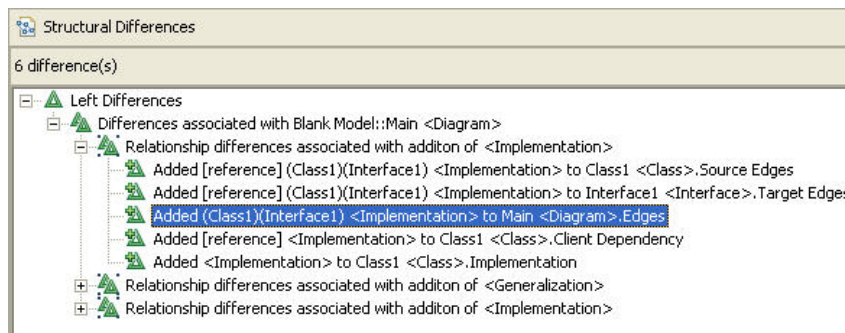 Structural Differences
6 difference(s)
Left Differences
Differences associated with Blank Model::Main <Diagram>
Relationship differences associated with additon of <Implementation>
Added [reference] (Class1)(Interface1) <Implementation> to Class1 <Class>.Source Edges
Added [reference] (Class1)(Interface1) <Implementation> to Interface1 <Interface>.Target Edges
Added (Class1)(Interface1) <Implementation> to Main <Diagram>.Edges
Added [reference] <Implementation> to Class1 <Class>.Client Dependency
Added <Implementation> to Class1 <Class>.Implementation
Relationship differences associated with additon of <Generalization>
Relationship differences associated with additon of <Implementation>